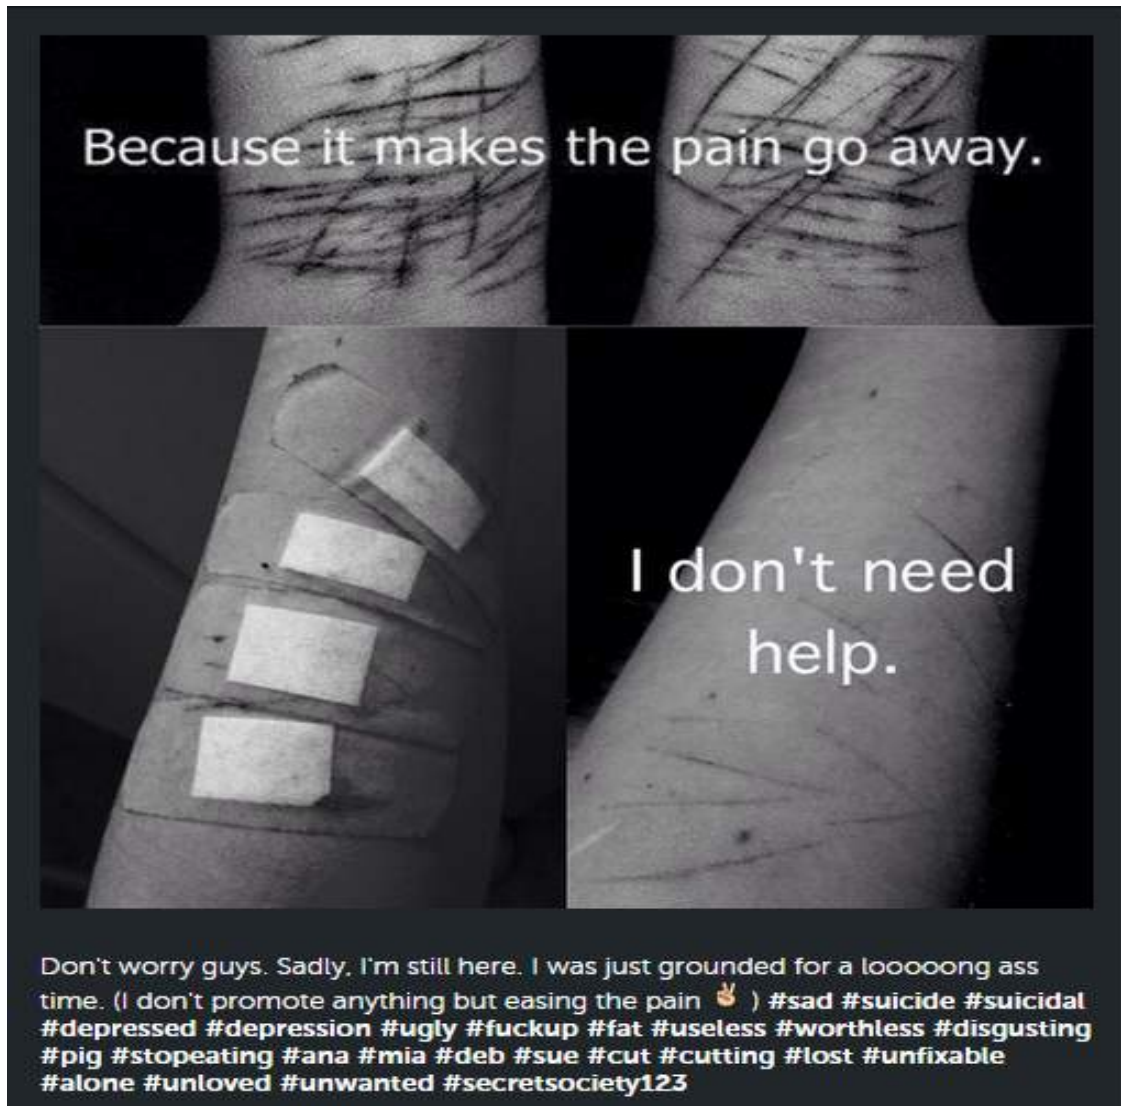 Because it makes the pain go away.
I don't need
help.
Don't worry guys. Sadly, I'm still here. I was just grounded for a looooong ass
time. (I don't promote anything but easing the pain ✌🏼 ) #sad #suicide #suicidal
#depressed #depression #ugly #fuckup #fat #useless #worthless #disgusting
#pig #stopeating #ana #mia #deb #sue #cut #cutting #lost #unfixable
#alone #unloved #unwanted #secretsociety123